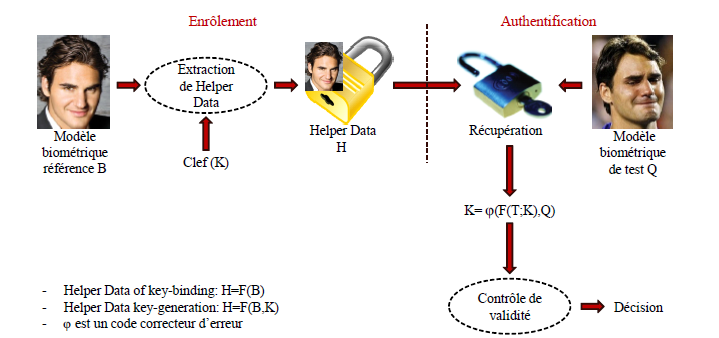 Enrôlement
Authentification
Extraction
de Helper
Data
Modèle
biométrique
référence B
Clef (K)
Helper Data
H
Récupération
Modèle
biométrique
de test Q
K= φ(F(T;K),Q)
- Helper Data of key-binding: H=F(B)
- Helper Data key-generation: H=F(B,K)
- φ est un code correcteur d’erreur
Contrôle de
validité
Décision